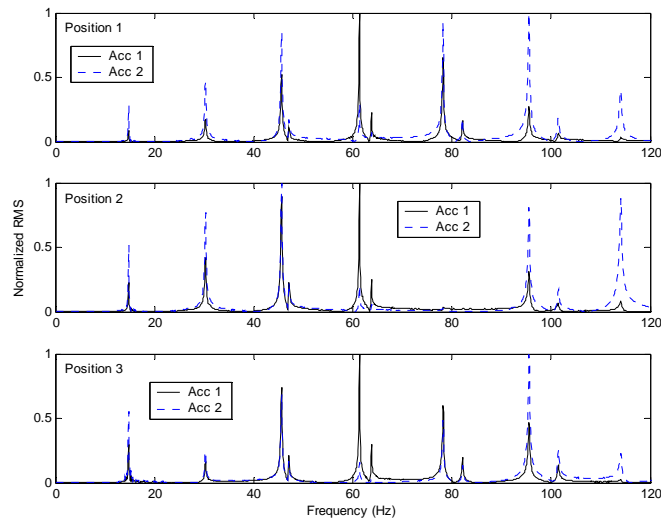 Position 1
Acc 1
Acc 2
1
0.5
0
0 20 40 60 80 100 120
Position 2
Acc 1
Acc 2
1
0.5
0
Normalized RMS
0 20 40 60 80 100 120
Position 3
Acc 1
Acc 2
1
0.5
0
0 20 40 60 80 100 120
Frequency (Hz)